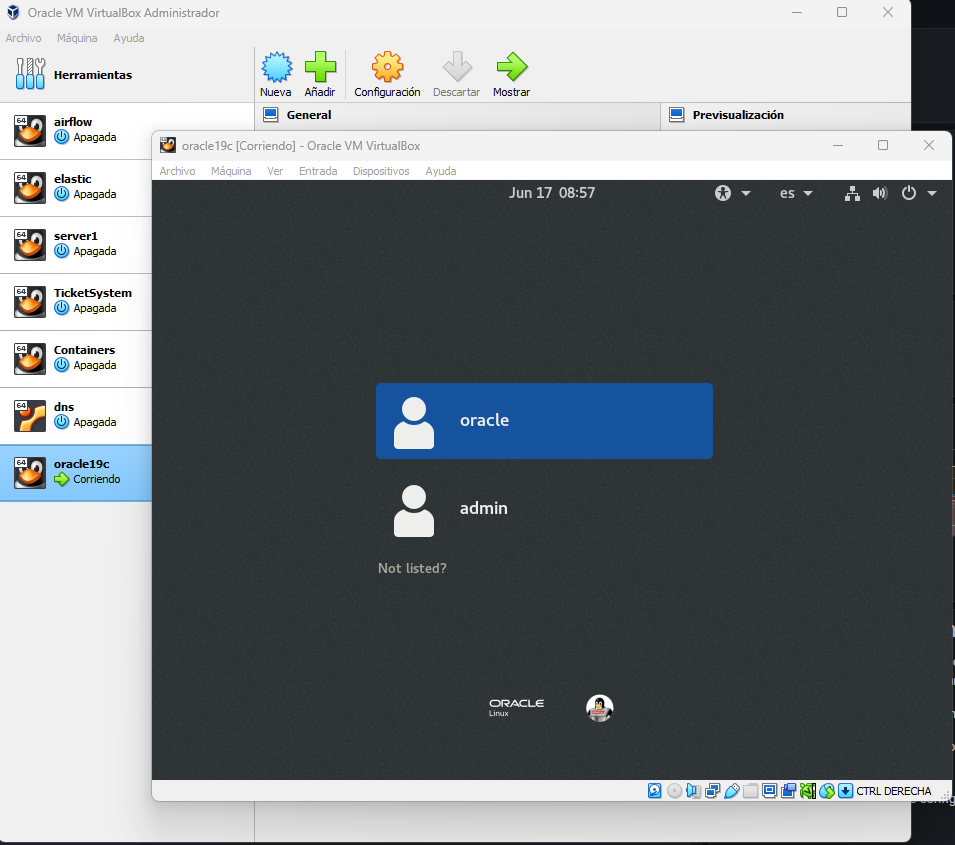 Oracle VM VirtualBox Administrador
Archivo Máquina Ayuda
Herramientas
Nueva Añadir Configuración Descartar Mostrar
General
Previsualización
64 airflow
Apagada
64 elastic
Apagada
64 server1
Apagada
64 TicketSystem
Apagada
64 Containers
Apagada
64 dns
Apagada
64 oracle19c
Corriendo
oracle19c [Corriendo] - Oracle VM VirtualBox
Archivo Máquina Ver Entrada Dispositivos Ayuda
Jun 17 08:57
es
oracle
admin
Not listed?
ORACLE
Linux
CTRL DERECHA